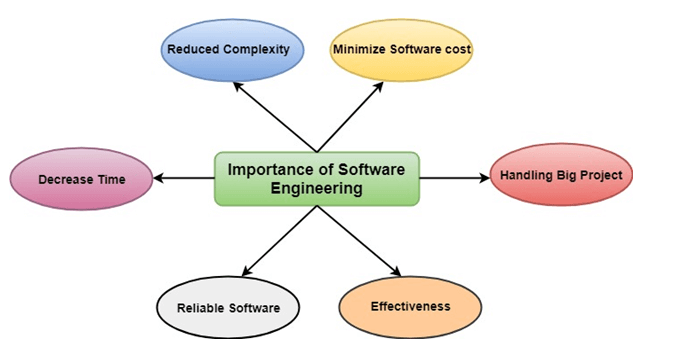 Reduced Complexity
Minimize Software cost
Decrease Time
Importance of Software
Engineering
Handling Big Project
Reliable Software
Effectiveness